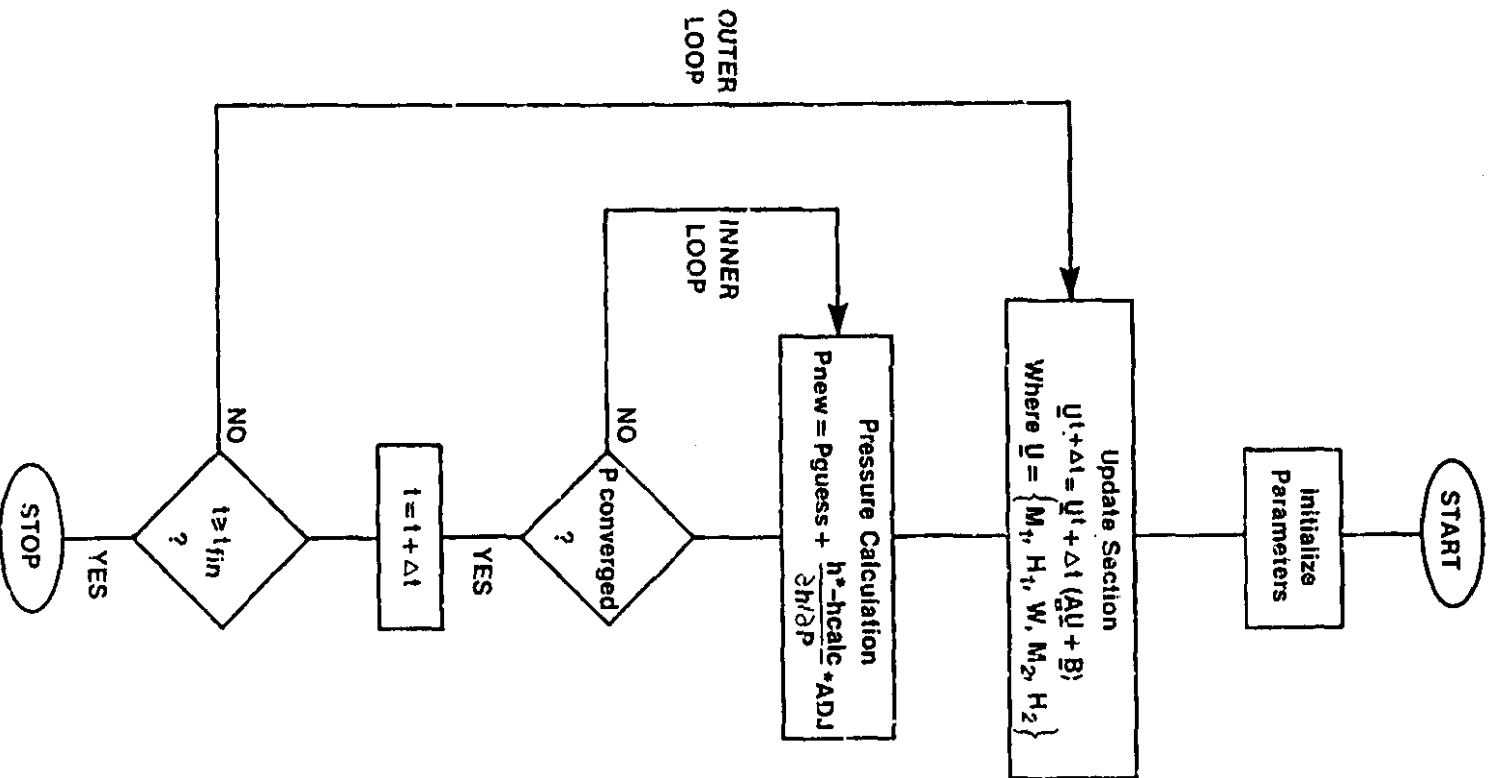 START
Initialize
Parameters
Update Section
U^t+Δt = U^t + Δt (AU + B)
Where U = {M₁, H₁, W, M₂, H₂}
Pressure Calculation
Pnew = Pguess + h*-hcalc / ∂h/∂P *ADJ
INNER
LOOP
OUTER
LOOP
P converged
?
NO
YES
t = t + Δt
t ≥ t_fin
?
NO
YES
STOP